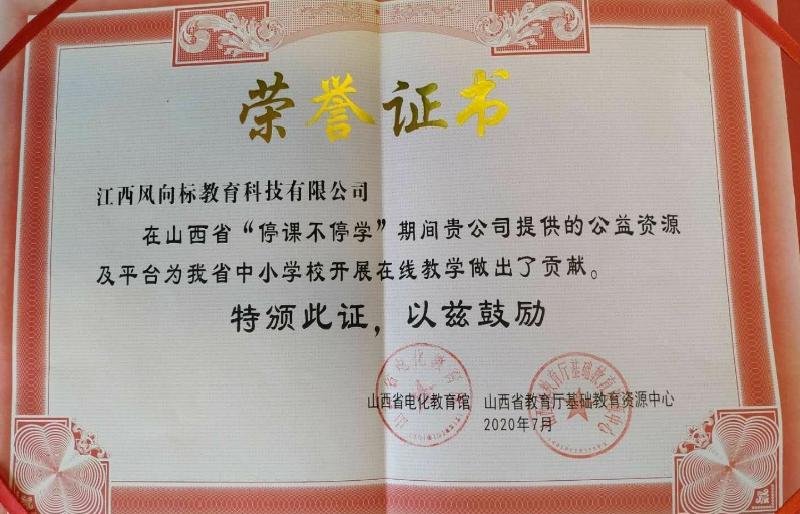 荣誉证书
江西风向标教育科技有限公司
在山西省“停课不停学”期间贵公司提供的公益资源
及平台为我省中小学校开展在线教学做出了贡献。
特颁此证，以兹鼓励
山西省电化教育馆 山西省教育厅基础教育资源中心
2020年7月